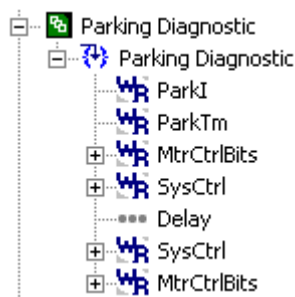 Parking Diagnostic
Parking Diagnostic
ParkI
ParkTm
MtrCtrlBits
SysCtrl
Delay
SysCtrl
MtrCtrlBits